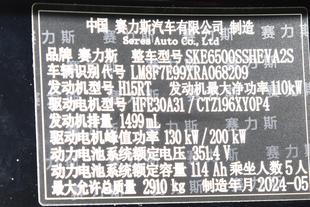 中国 赛力斯汽车有限公司 制造
Seres Auto Co., Ltd
品牌 赛力斯 整车型号 SKE6500SSHEVA2S
车辆识别代号 LM8F7E99XRA068209
发动机型号 H15RT 发动机最大净功率 110kW
驱动电机型号 HFE30A31 / CTZ196XY0P4
发动机排量 1499 mL
驱动电机峰值功率 130 kW / 200 kW
动力电池系统额定电压 351.4 V
动力电池系统额定容量 114 Ah 乘坐人数 5 人
最大允许总质量 2910 kg 制造年月 2024-05